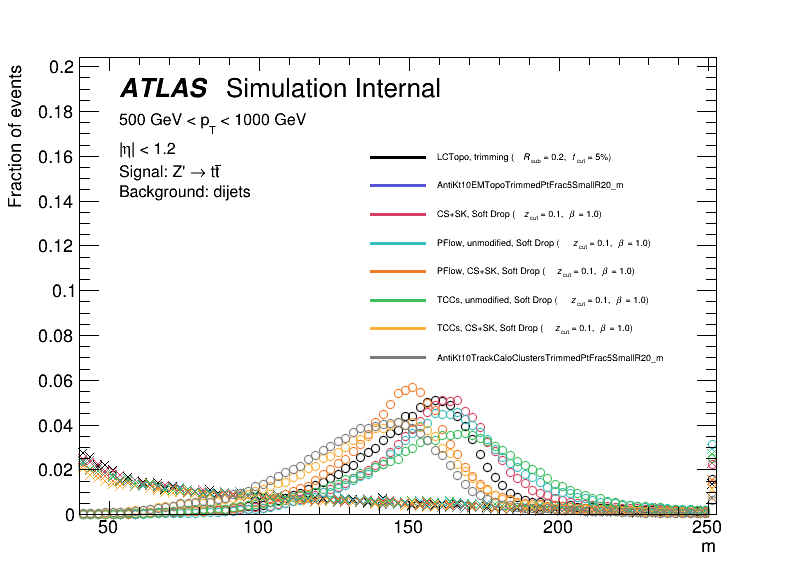 ATLAS Simulation Internal
500 GeV < p_T < 1000 GeV
|η| < 1.2
Signal: Z' → tt̄
Background: dijets
LCTopo, trimming ( R_sub = 0.2, f_cut = 5%)
AntiKt10EMTopoTrimmedPtFrac5SmallR20_m
CS+SK, Soft Drop ( z_cut = 0.1, β = 1.0)
PFlow, unmodified, Soft Drop ( z_cut = 0.1, β = 1.0)
PFlow, CS+SK, Soft Drop ( z_cut = 0.1, β = 1.0)
TCCs, unmodified, Soft Drop ( z_cut = 0.1, β = 1.0)
TCCs, CS+SK, Soft Drop ( z_cut = 0.1, β = 1.0)
AntiKt10TrackCaloClustersTrimmedPtFrac5SmallR20_m
Fraction of events
0.2
0.18
0.16
0.14
0.12
0.1
0.08
0.06
0.04
0.02
0
50 100 150 200 250
m